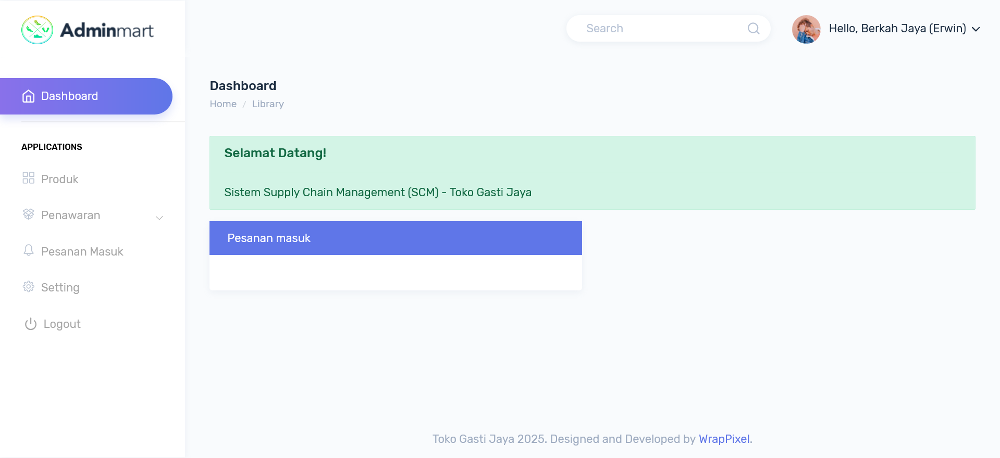 Adminmart
Search
Hello, Berkah Jaya (Erwin)
Dashboard
APPLICATIONS
Produk
Penawaran
Pesanan Masuk
Setting
Logout
Dashboard
Home / Library
Selamat Datang!
Sistem Supply Chain Management (SCM) - Toko Gasti Jaya
Pesanan masuk
Toko Gasti Jaya 2025. Designed and Developed by WrapPixel.